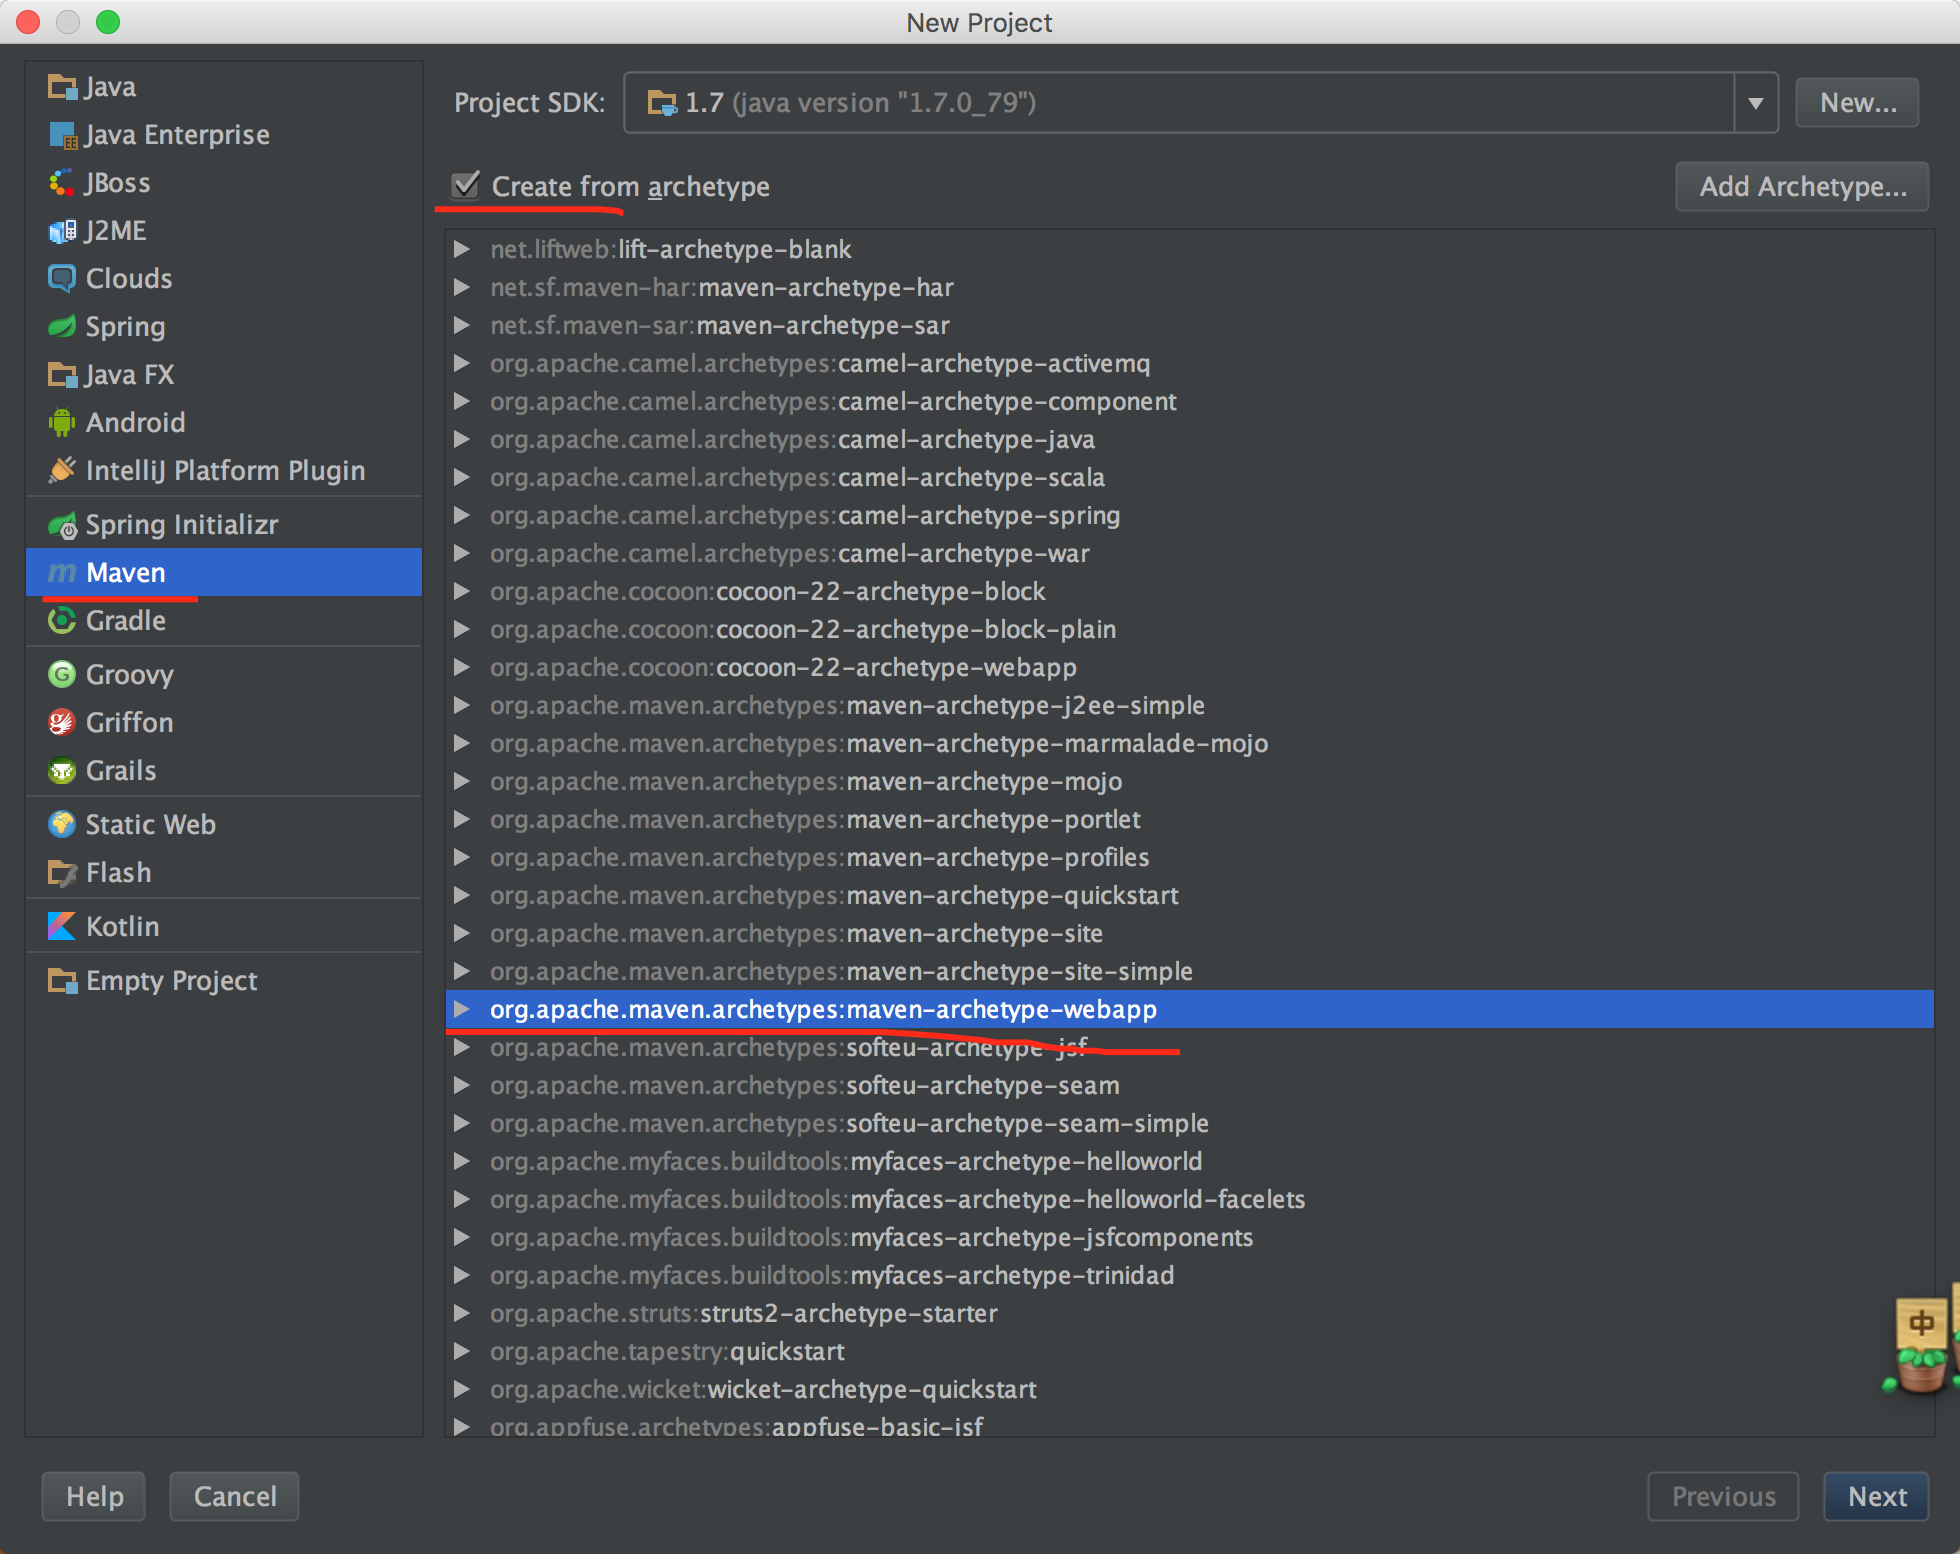 New Project
Java
Java Enterprise
JBoss
J2ME
Clouds
Spring
Java FX
Android
IntelliJ Platform Plugin
Spring Initializr
Maven
Gradle
Groovy
Griffon
Grails
Static Web
Flash
Kotlin
Empty Project
Project SDK: 1.7 (java version "1.7.0_79") New...
Create from archetype Add Archetype...
net.liftweb:lift-archetype-blank
net.sf.maven-har:maven-archetype-har
net.sf.maven-sar:maven-archetype-sar
org.apache.camel.archetypes:camel-archetype-activemq
org.apache.camel.archetypes:camel-archetype-component
org.apache.camel.archetypes:camel-archetype-java
org.apache.camel.archetypes:camel-archetype-scala
org.apache.camel.archetypes:camel-archetype-spring
org.apache.camel.archetypes:camel-archetype-war
org.apache.cocoon:cocoon-22-archetype-block
org.apache.cocoon:cocoon-22-archetype-block-plain
org.apache.cocoon:cocoon-22-archetype-webapp
org.apache.maven.archetypes:maven-archetype-j2ee-simple
org.apache.maven.archetypes:maven-archetype-marmalade-mojo
org.apache.maven.archetypes:maven-archetype-mojo
org.apache.maven.archetypes:maven-archetype-portlet
org.apache.maven.archetypes:maven-archetype-profiles
org.apache.maven.archetypes:maven-archetype-quickstart
org.apache.maven.archetypes:maven-archetype-site
org.apache.maven.archetypes:maven-archetype-site-simple
org.apache.maven.archetypes:maven-archetype-webapp
org.apache.maven.archetypes:softeu-archetype-jsf
org.apache.maven.archetypes:softeu-archetype-seam
org.apache.maven.archetypes:softeu-archetype-seam-simple
org.apache.myfaces.buildtools:myfaces-archetype-helloworld
org.apache.myfaces.buildtools:myfaces-archetype-helloworld-facelets
org.apache.myfaces.buildtools:myfaces-archetype-jsfcomponents
org.apache.myfaces.buildtools:myfaces-archetype-trinidad
org.apache.struts:struts2-archetype-starter
org.apache.tapestry:quickstart
org.apache.wicket:wicket-archetype-quickstart
org.appfuse.archetypes:appfuse-basic-jsf
中
Help Cancel Previous Next